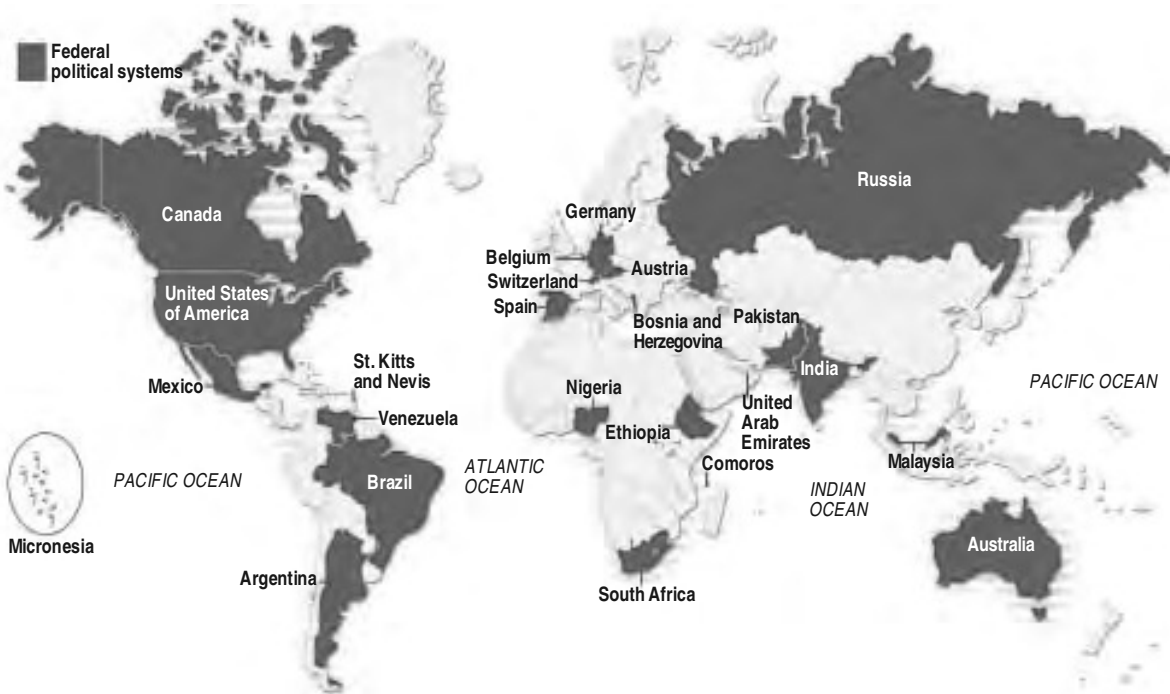 Federal
political systems
Canada
United States
of America
Mexico
St. Kitts
and Nevis
Venezuela
Brazil
Argentina
PACIFIC OCEAN
Micronesia
ATLANTIC
OCEAN
Germany
Belgium
Switzerland
Austria
Spain
Bosnia and
Herzegovina
Russia
Pakistan
India
Nigeria
Ethiopia
United
Arab
Emirates
Comoros
South Africa
INDIAN
OCEAN
Malaysia
PACIFIC OCEAN
Australia